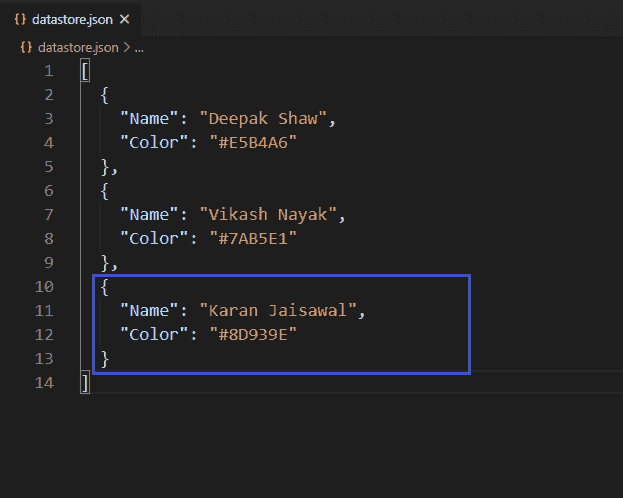 {} datastore.json ×
{} datastore.json > ...
1 [
2 {
3 "Name": "Deepak Shaw",
4 "Color": "#E5B4A6"
5 },
6 {
7 "Name": "Vikash Nayak",
8 "Color": "#7AB5E1"
9 },
10 {
11 "Name": "Karan Jaisawal",
12 "Color": "#8D939E"
13 }
14 ]